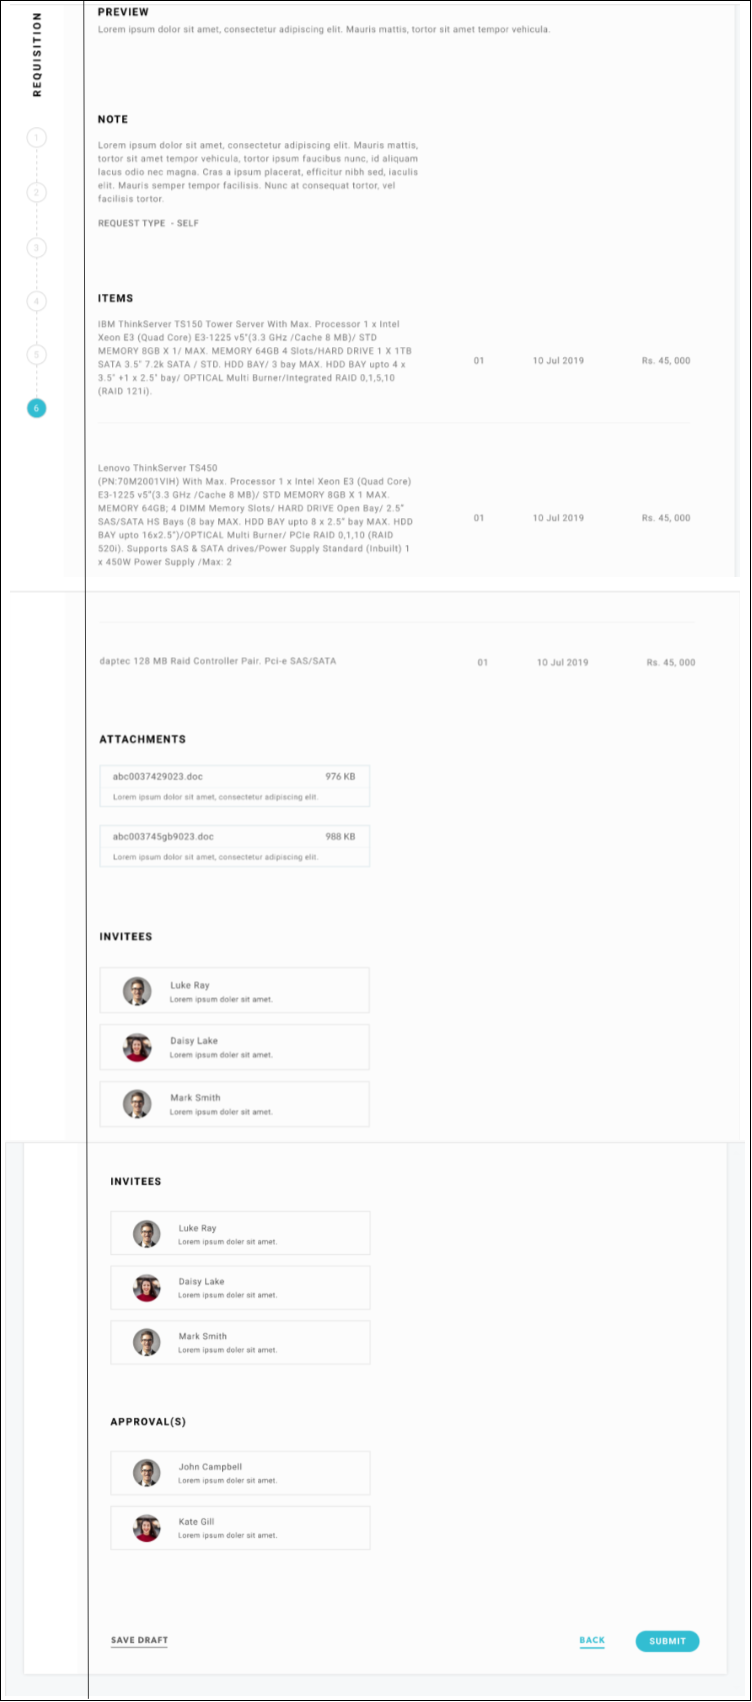 REQUISITION
1
2
3
4
5
6
PREVIEW
Lorem ipsum dolor sit amet, consectetur adipiscing elit. Mauris mattis, tortor sit amet tempor vehicula.
NOTE
Lorem ipsum dolor sit amet, consectetur adipiscing elit. Mauris mattis,
tortor sit amet tempor vehicula, tortor ipsum faucibus nunc, id aliquam
lacus odio nec magna. Cras a ipsum placerat, efficitur nibh sed, iaculis
elit. Mauris semper tempor facilisis. Nunc at consequat tortor, vel
facilisis tortor.
REQUEST TYPE - SELF
ITEMS
IBM ThinkServer TS150 Tower Server With Max. Processor 1 x Intel
Xeon E3 (Quad Core) E3-1225 v5"(3.3 GHz /Cache 8 MB)/ STD
MEMORY 8GB X 1/ MAX. MEMORY 64GB 4 Slots/HARD DRIVE 1 X 1TB
SATA 3.5" 7.2k SATA / STD. HDD BAY/ 3 bay MAX. HDD BAY upto 4 x
3.5" +1 x 2.5" bay/ OPTICAL Multi Burner/Integrated RAID 0,1,5,10
(RAID 121i).
01 10 Jul 2019 Rs. 45, 000
Lenovo ThinkServer TS450
(PN:70M2001VIH) With Max. Processor 1 x Intel Xeon E3 (Quad Core)
E3-1225 v5"(3.3 GHz /Cache 8 MB)/ STD MEMORY 8GB X 1 MAX.
MEMORY 64GB; 4 DIMM Memory Slots/ HARD DRIVE Open Bay/ 2.5"
SAS/SATA HS Bays (8 bay MAX. HDD BAY upto 8 x 2.5" bay MAX. HDD
BAY upto 16x2.5")/OPTICAL Multi Burner/ PCIe RAID 0,1,10 (RAID
520i). Supports SAS & SATA drives/Power Supply Standard (Inbuilt) 1
x 450W Power Supply /Max: 2
01 10 Jul 2019 Rs. 45, 000
daptec 128 MB Raid Controller Pair. Pci-e SAS/SATA 01 10 Jul 2019 Rs. 45, 000
ATTACHMENTS
abc0037429023.doc 976 KB
Lorem ipsum dolor sit amet, consectetur adipiscing elit.
abc003745gb9023.doc 988 KB
Lorem ipsum dolor sit amet, consectetur adipiscing elit.
INVITEES
Luke Ray
Lorem ipsum doler sit amet.
Daisy Lake
Lorem ipsum doler sit amet.
Mark Smith
Lorem ipsum doler sit amet.
INVITEES
Luke Ray
Lorem ipsum doler sit amet.
Daisy Lake
Lorem ipsum doler sit amet.
Mark Smith
Lorem ipsum doler sit amet.
APPROVAL(S)
John Campbell
Lorem ipsum doler sit amet.
Kate Gill
Lorem ipsum doler sit amet.
SAVE DRAFT BACK SUBMIT